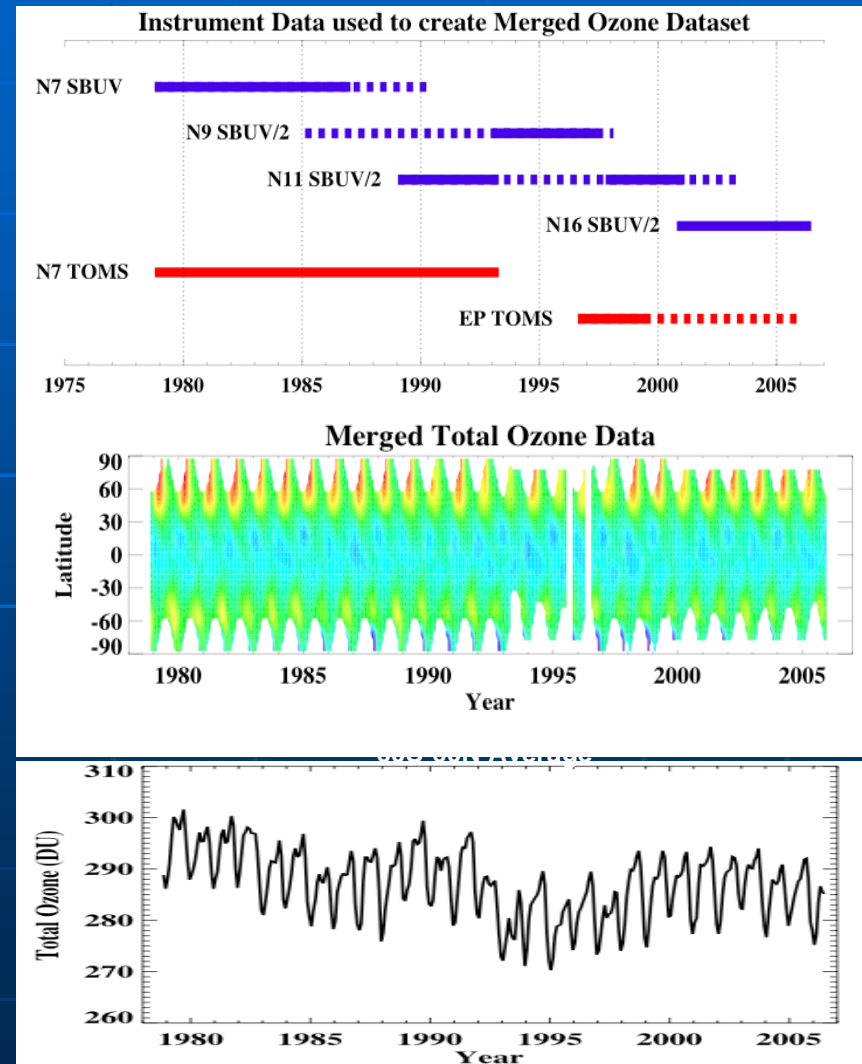 Instrument Data used to create Merged Ozone Dataset
N7 SBUV
N9 SBUV/2
N11 SBUV/2
N16 SBUV/2
N7 TOMS
EP TOMS
1975 1980 1985 1990 1995 2000 2005
Merged Total Ozone Data
Latitude
90
60
30
0
-30
-60
-90
1980 1985 1990 1995 2000 2005
Year
Average
Total Ozone (DU)
310
300
290
280
270
260
1980 1985 1990 1995 2000 2005
Year